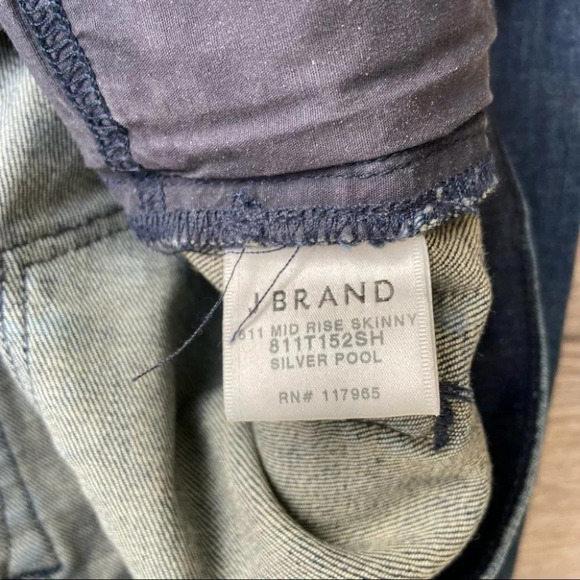 J BRAND
811 MID RISE SKINNY
811T152SH
SILVER POOL
RN# 117965